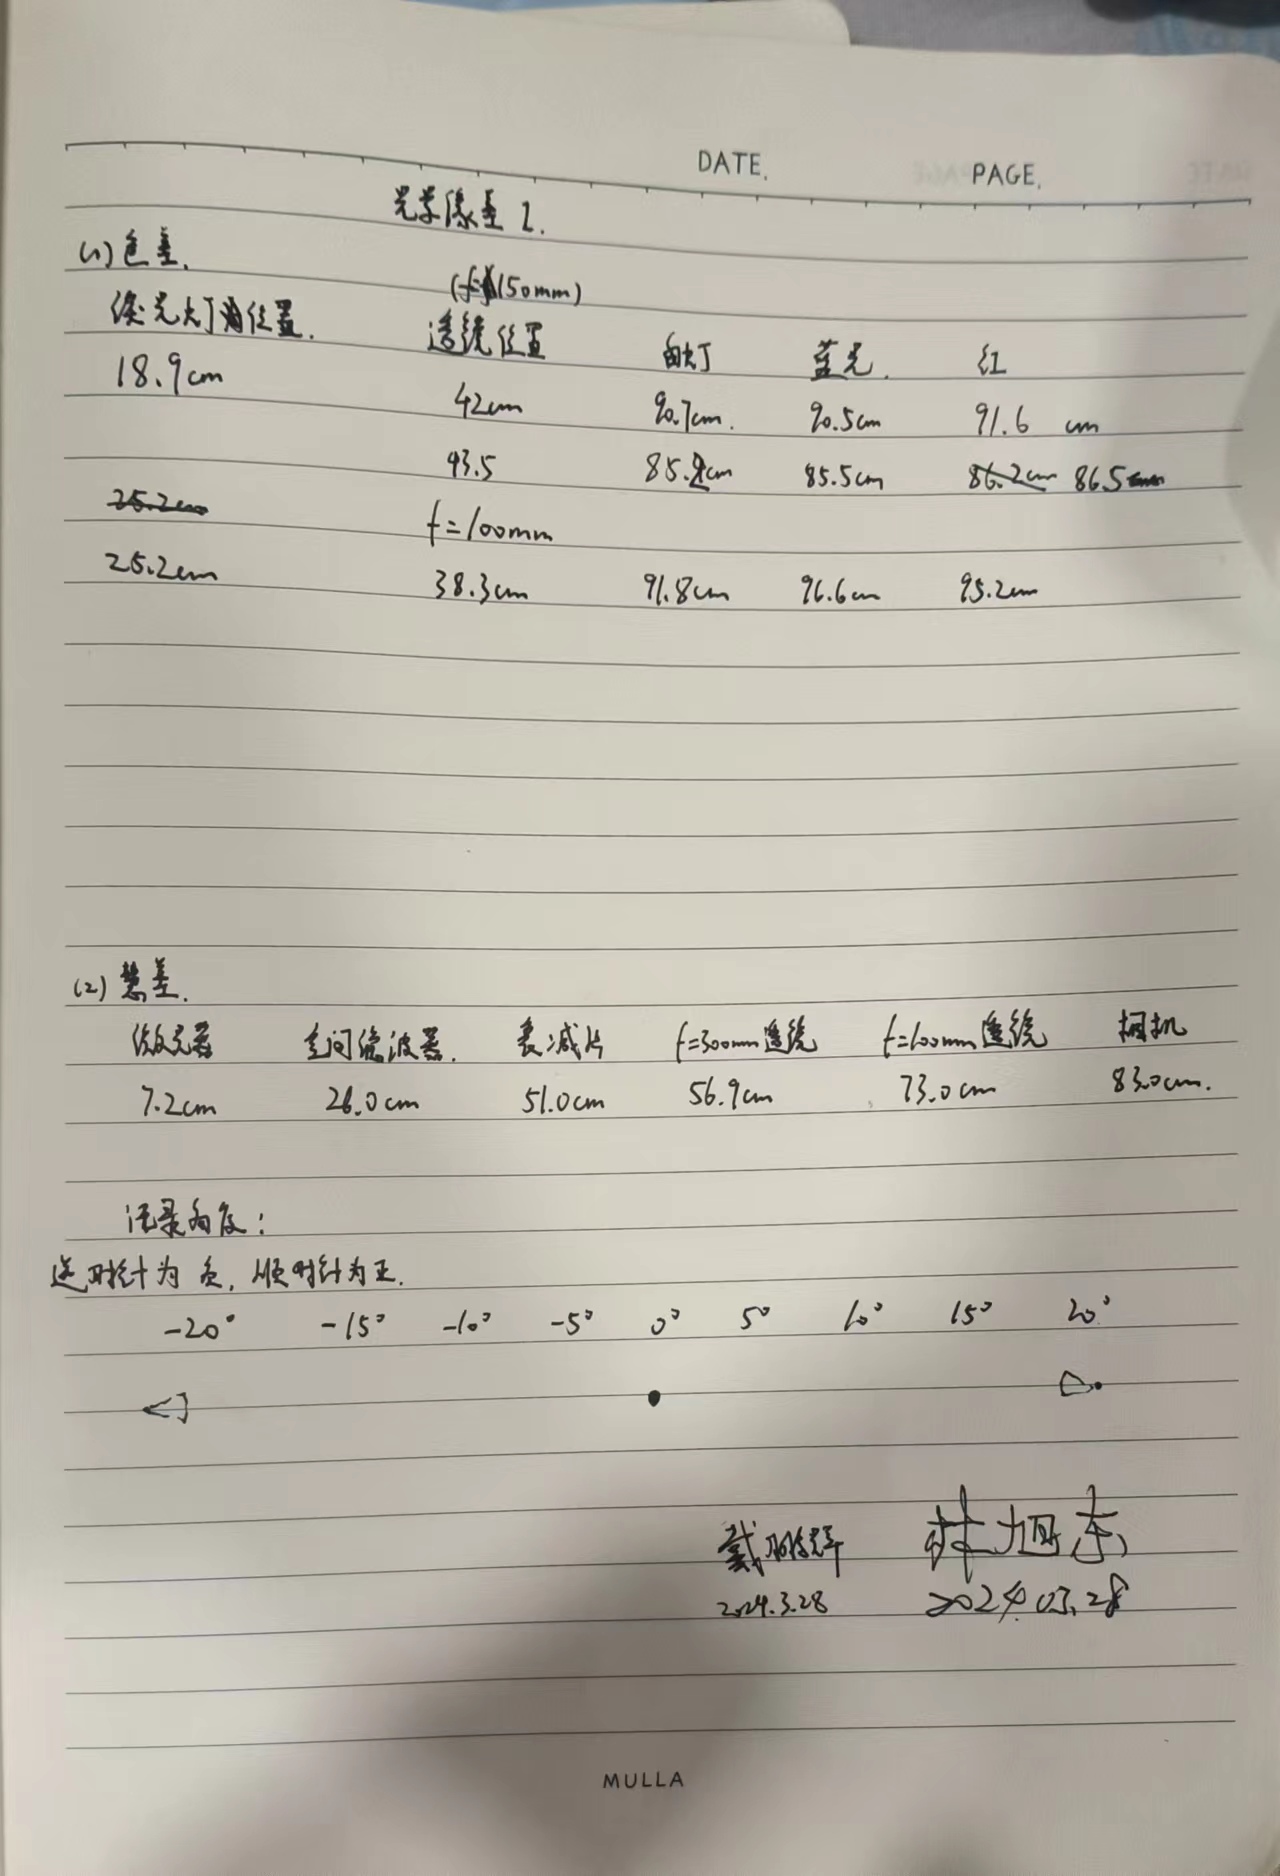 DATE. PAGE.
光学像差 2.
(1) 色差.
(f=150mm)
位置. 透镜位置 白灯 蓝光. 红
18.9cm 42cm 90.7cm. 90.5cm 91.6 cm
43.5 85.2cm 85.5cm 86.2cm 86.5cm
25.2cm f=100mm
25.2cm 38.3cm 91.8cm 96.6cm 95.2cm
(2) 慧差.
激光器 空间滤波器. 衰减片 f=300mm透镜 f=100mm透镜 相机
7.2cm 26.0cm 51.0cm 56.9cm 73.0cm 83.0cm.
记录角度:
逆时针为负, 顺时针为正.
-20° -15° -10° -5° 0° 5° 10° 15° 20°
戴 林旭东
2024.3.28 2024.03.28
MULLA